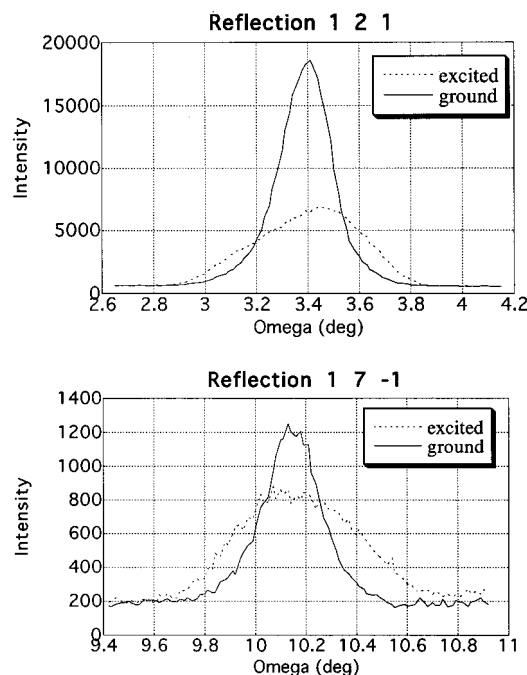 Reflection 1 2 1
20000
15000
10000
5000
0
Intensity
excited
ground
2.6 2.8 3 3.2 3.4 3.6 3.8 4 4.2
Omega (deg)
Reflection 1 7 -1
1400
1200
1000
800
600
400
200
0
Intensity
excited
ground
9.4 9.6 9.8 10 10.2 10.4 10.6 10.8 11
Omega (deg)